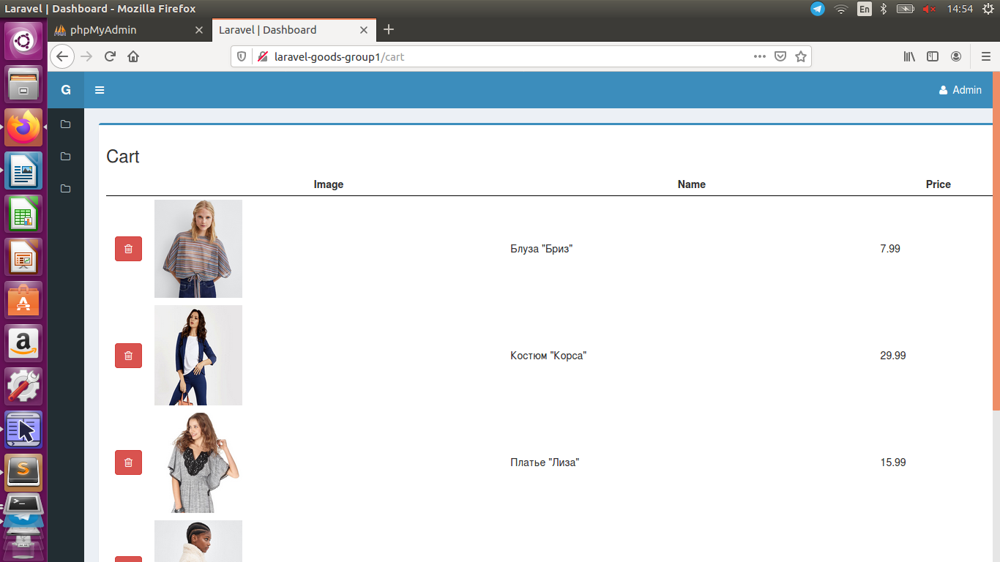 Laravel | Dashboard - Mozilla Firefox
En
14:54
phpMyAdmin
Laravel | Dashboard
laravel-goods-group1/cart
G
Admin
Cart
Image Name Price
Блуза "Бриз" 7.99
Костюм "Корса" 29.99
Платье "Лиза" 15.99